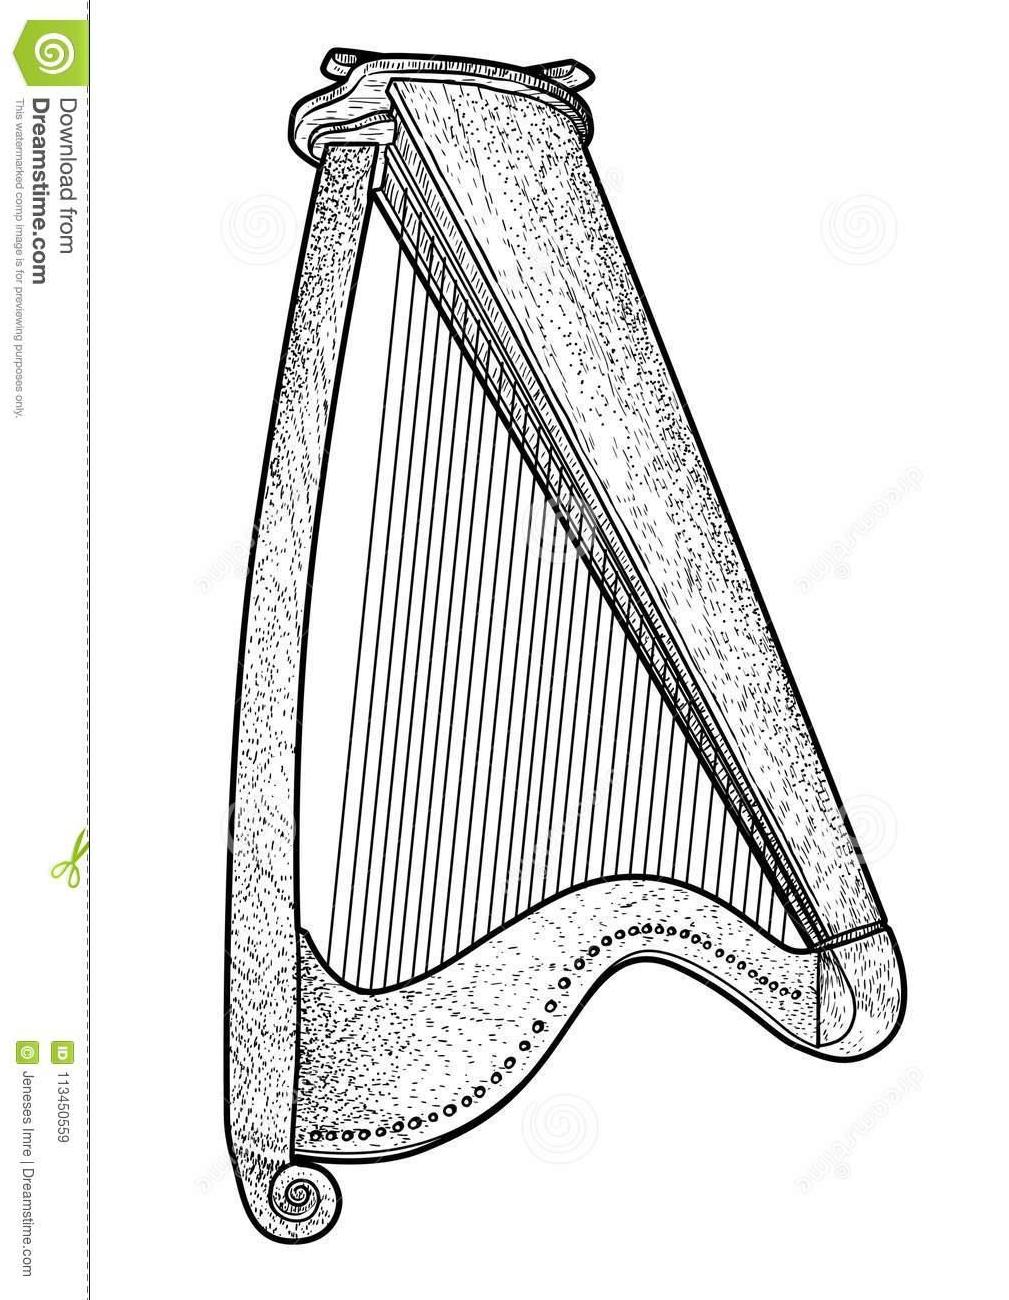 Download from
Dreamstime.com
This watermarked comp image is for previewing purposes only.
ID 113450559
© Jeneses Imre | Dreamstime.com